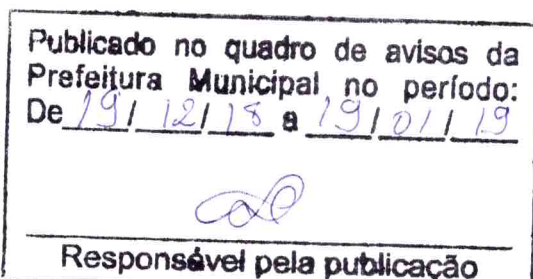 Publicado no quadro de avisos da
Prefeitura Municipal no período:
De 19/12/18 a 19/01/19
Responsável pela publicação